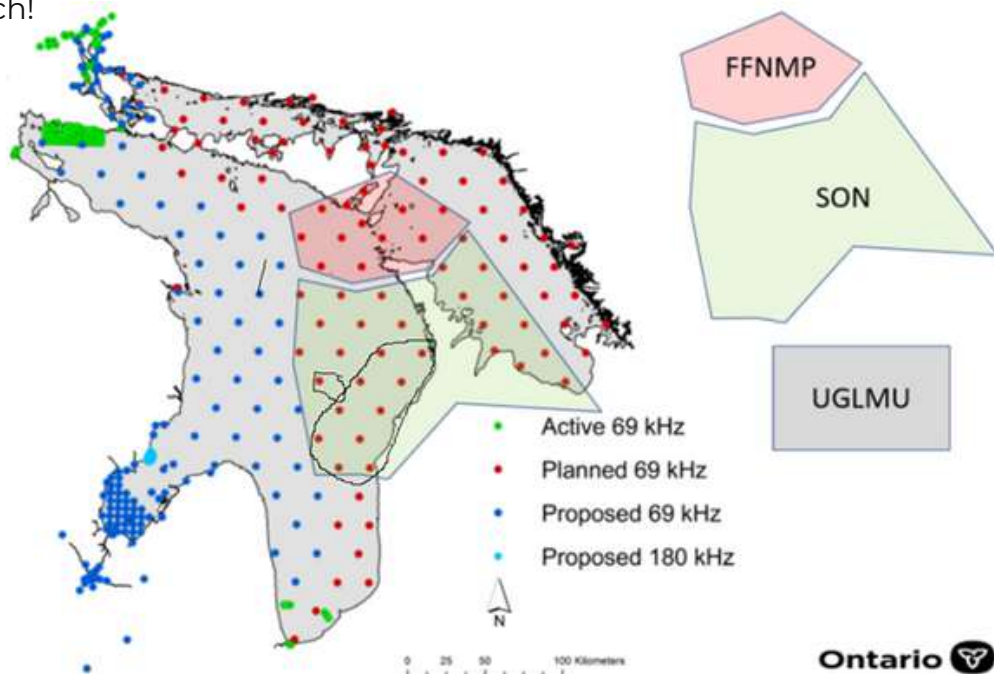 ch!
FFNMP
SON
UGLMU
Active 69 kHz
Planned 69 kHz
Proposed 69 kHz
Proposed 180 kHz
N
0 25 50 100 Kilometers
Ontario